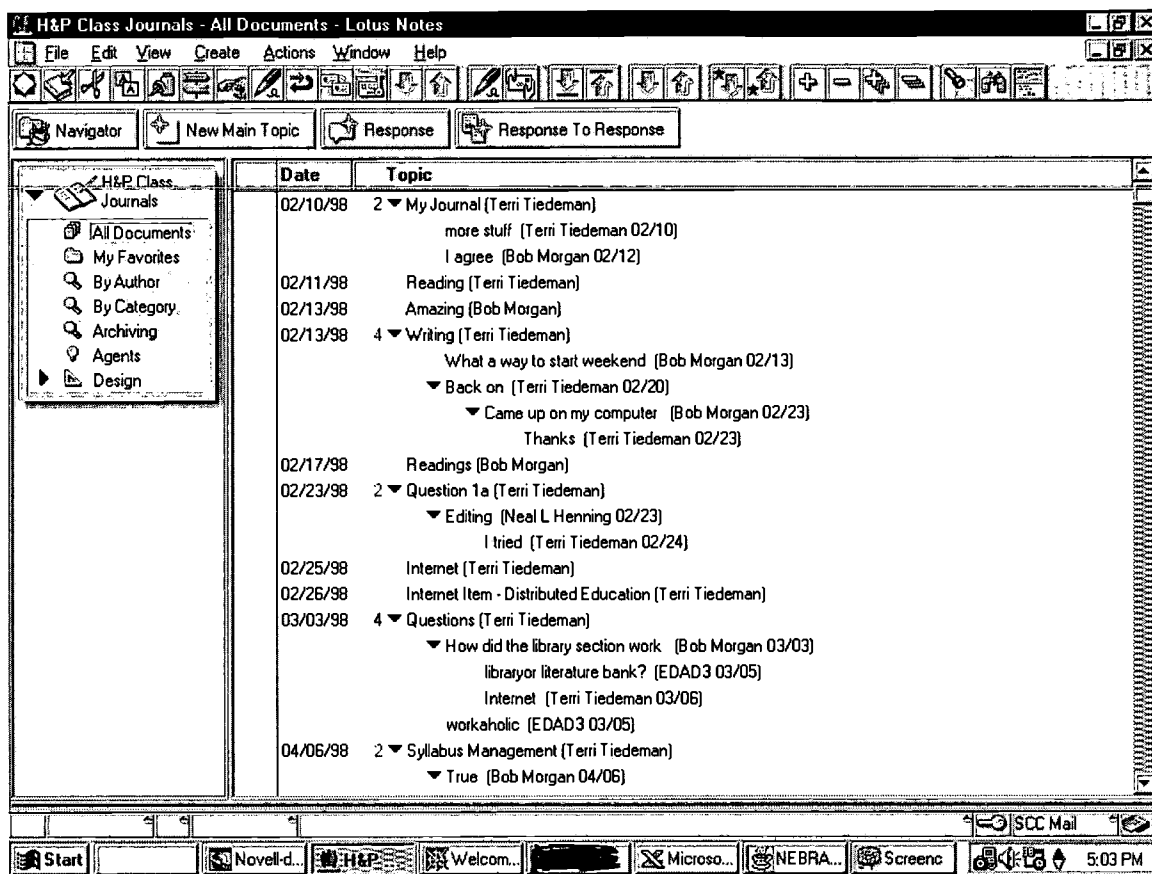 H&P Class Journals - All Documents - Lotus Notes
File Edit View Create Actions Window Help
Navigator New Main Topic Response Response To Response
H&P Class
Journals
All Documents
My Favorites
By Author
By Category
Archiving
Agents
Design
Date Topic
02/10/98 2 My Journal (Terri Tiedeman)
more stuff (Terri Tiedeman 02/10)
I agree (Bob Morgan 02/12)
02/11/98 Reading (Terri Tiedeman)
02/13/98 Amazing (Bob Morgan)
02/13/98 4 Writing (Terri Tiedeman)
What a way to start weekend (Bob Morgan 02/13)
Back on (Terri Tiedeman 02/20)
Came up on my computer (Bob Morgan 02/23)
Thanks (Terri Tiedeman 02/23)
02/17/98 Readings (Bob Morgan)
02/23/98 2 Question 1a (Terri Tiedeman)
Editing (Neal L Henning 02/23)
I tried (Terri Tiedeman 02/24)
02/25/98 Internet (Terri Tiedeman)
02/26/98 Internet Item - Distributed Education (Terri Tiedeman)
03/03/98 4 Questions (Terri Tiedeman)
How did the library section work (Bob Morgan 03/03)
libraryor literature bank? (EDAD3 03/05)
Internet (Terri Tiedeman 03/06)
workaholic (EDAD3 03/05)
04/06/98 2 Syllabus Management (Terri Tiedeman)
True (Bob Morgan 04/06)
SCC Mail
Start Novell-d... H&P Welcom... Microso... NEBRA... Screenc 5:03 PM